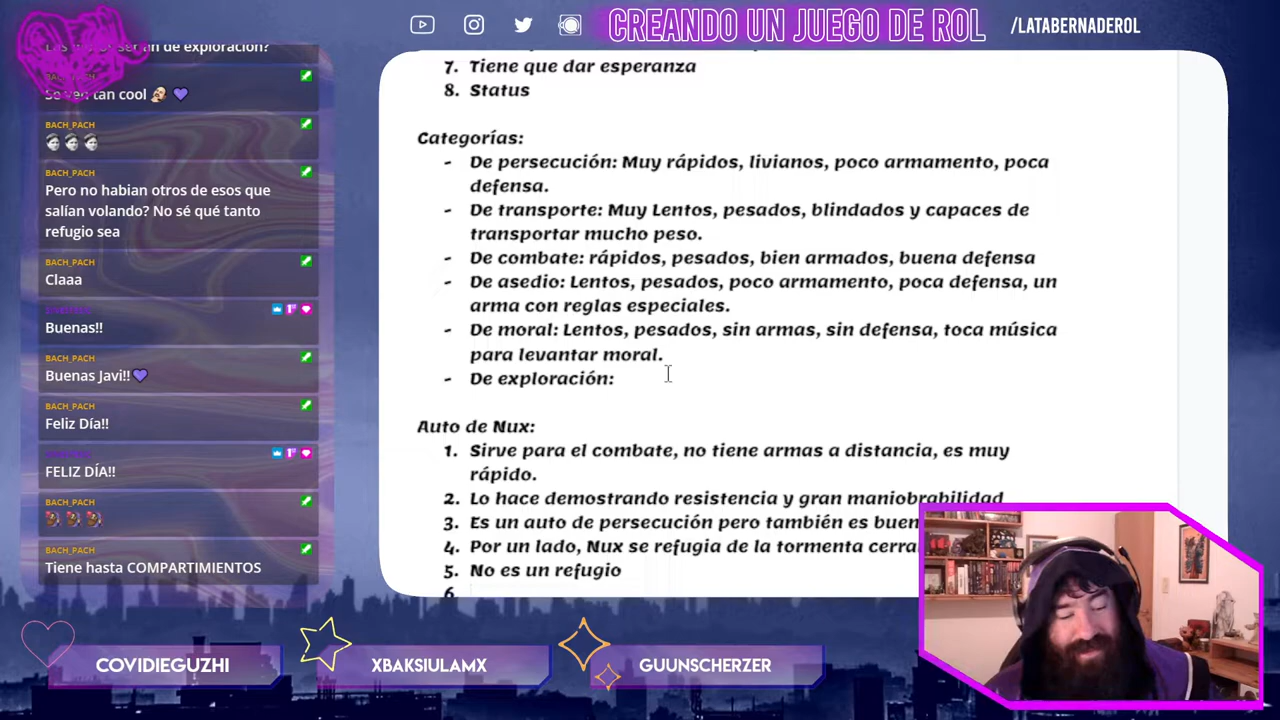 CREANDO UN JUEGO DE ROL
/LATABERNADEROL
ser an de exploración?
BACH_PACH
Se ven tan cool
BACH_PACH
BACH_PACH
Pero no habian otros de esos que
salían volando? No sé qué tanto
refugio sea
BACH_PACH
Claaa
Buenas!!
BACH_PACH
Buenas Javi!!
BACH_PACH
Feliz Día!!
FELIZ DÍA!!
BACH_PACH
BACH_PACH
Tiene hasta COMPARTIMIENTOS
7. Tiene que dar esperanza
8. Status
Categorías:
- De persecución: Muy rápidos, livianos, poco armamento, poca
defensa.
- De transporte: Muy Lentos, pesados, blindados y capaces de
transportar mucho peso.
- De combate: rápidos, pesados, bien armados, buena defensa
- De asedio: Lentos, pesados, poco armamento, poca defensa, un
arma con reglas especiales.
- De moral: Lentos, pesados, sin armas, sin defensa, toca música
para levantar moral.
- De exploración:
Auto de Nux:
1. Sirve para el combate, no tiene armas a distancia, es muy
rápido.
2. Lo hace demostrando resistencia y gran maniobrabilidad
3. Es un auto de persecución pero también es buen
4. Por un lado, Nux se refugia de la tormenta cerra
5. No es un refugio
6
COVIDIEGUZHI
XBAKSIULAMX
GUUNSCHERZER